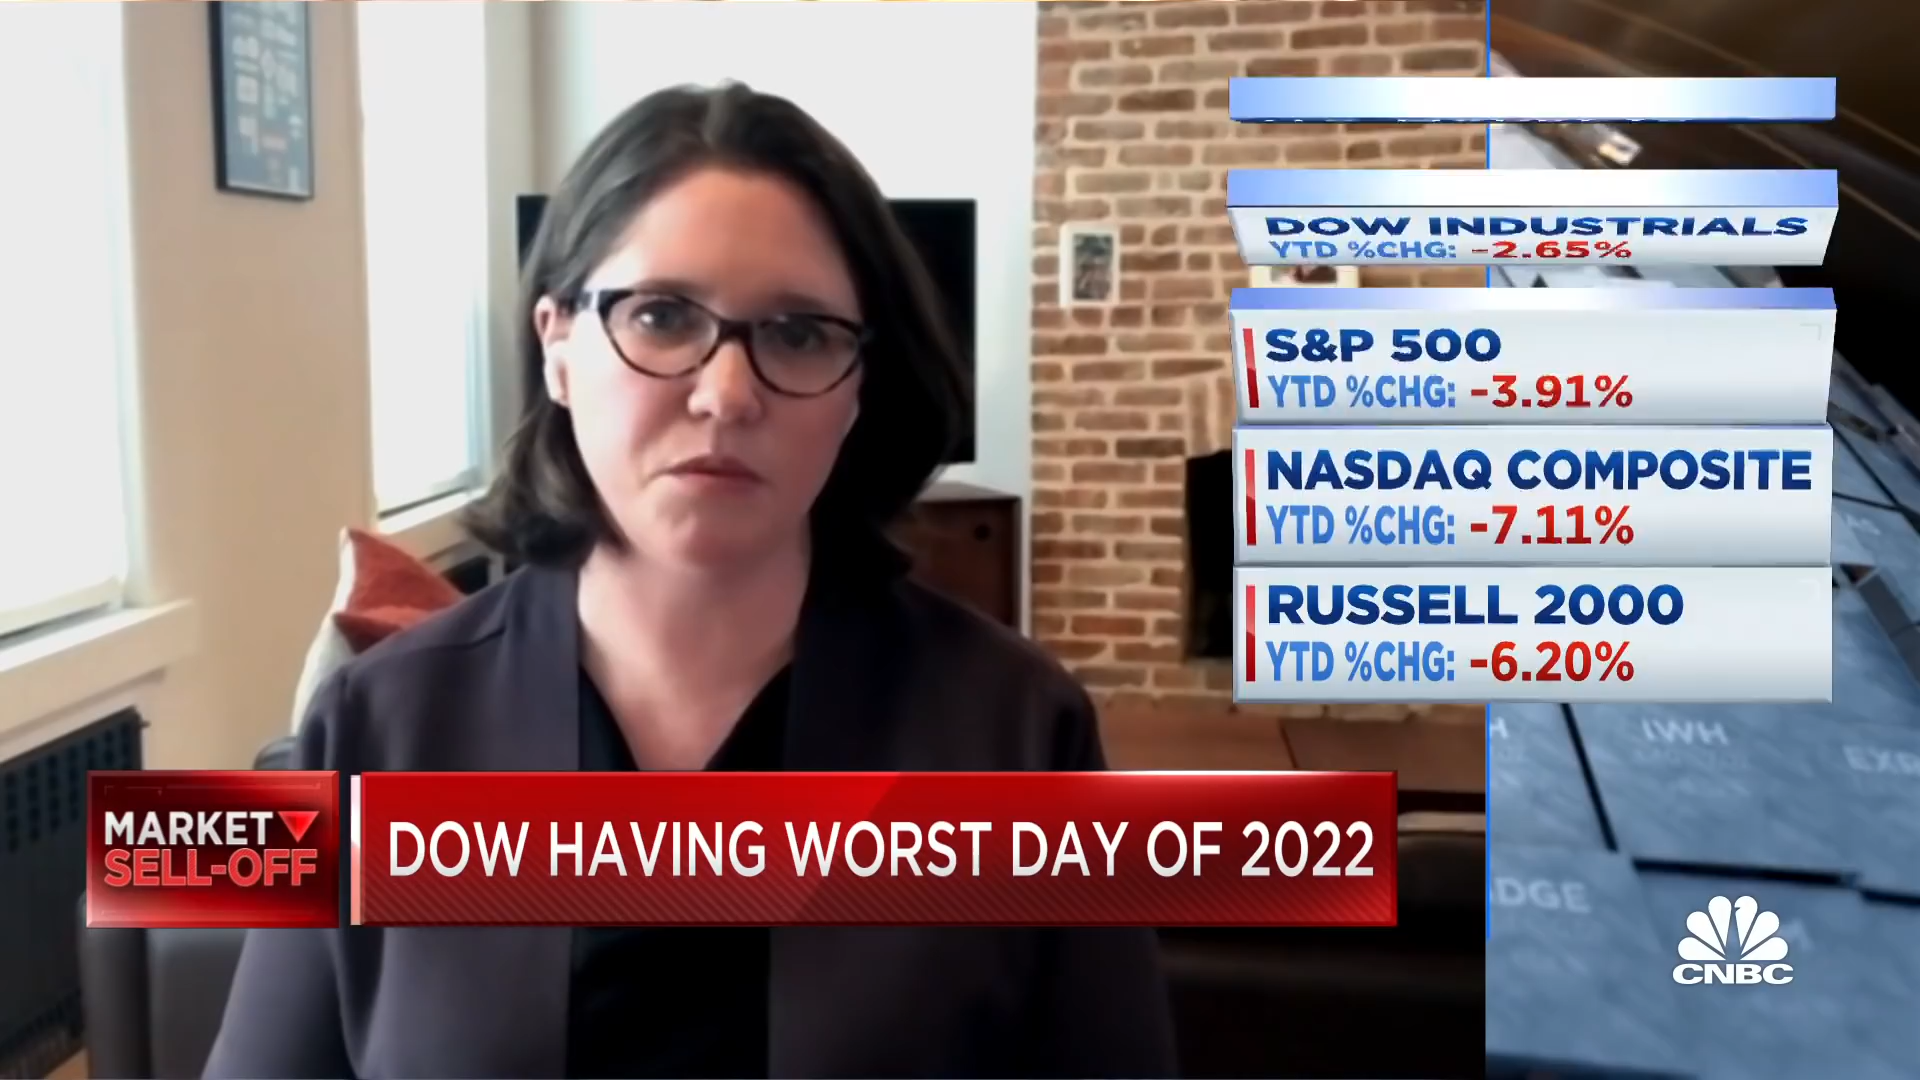 DOW INDUSTRIALS
YTD %CHG: -2.65%
S&P 500
YTD %CHG: -3.91%
NASDAQ COMPOSITE
YTD %CHG: -7.11%
RUSSELL 2000
YTD %CHG: -6.20%
IWH
DGE
MARKET
SELL-OFF
DOW HAVING WORST DAY OF 2022
CNBC